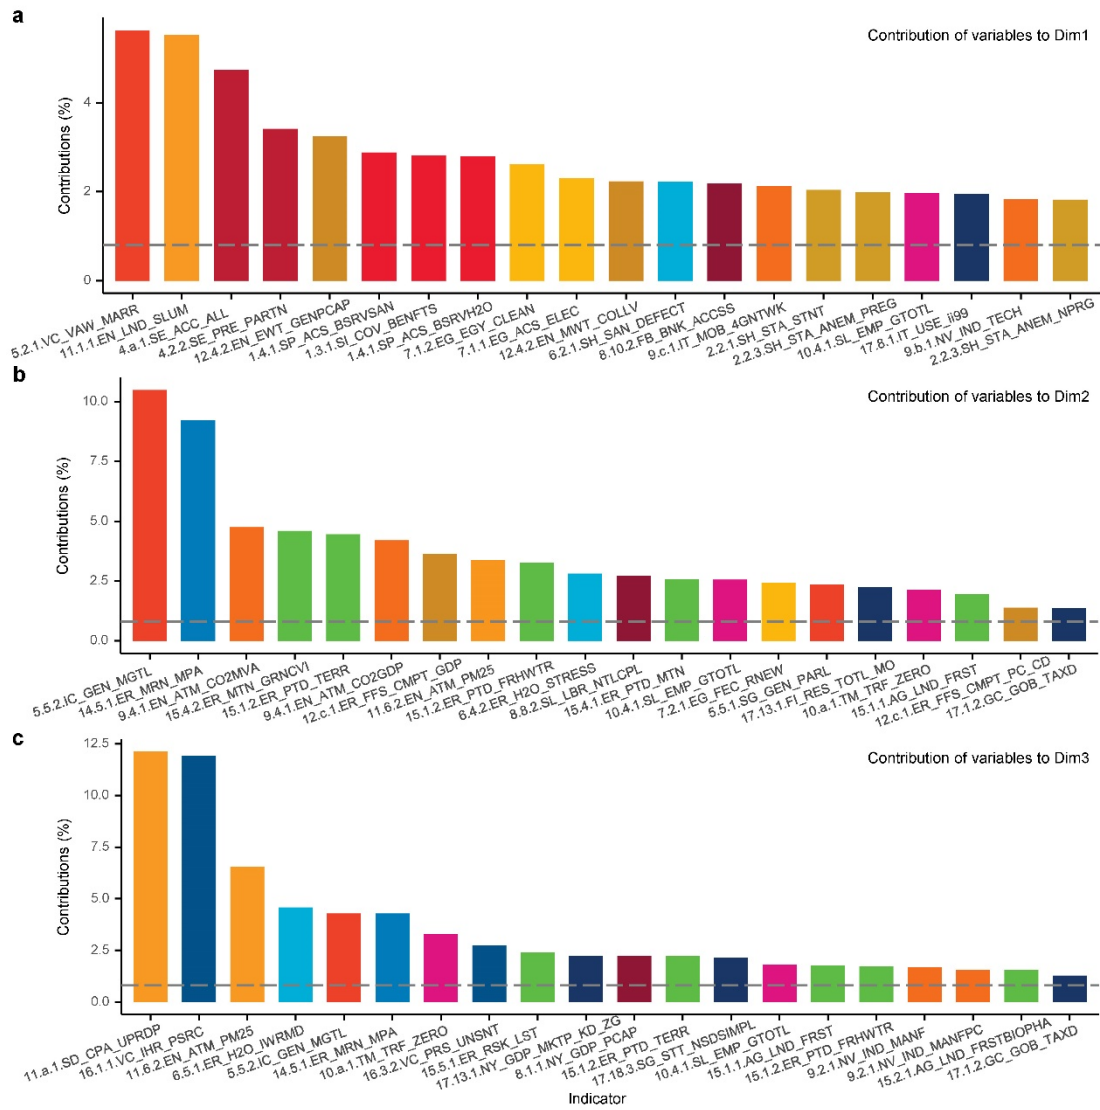 a
Contribution of variables to Dim1
Contributions (%)
4
2
0
5.2.1.VC_VAW_MARR
11.1.1.EN_LND_SLUM
4.a.1.SE_ACC_ALL
4.2.2.SE_PRE_PARTN
12.4.2.EN_EWT_GENPCAP
1.4.1.SP_ACS_BSRVSAN
1.3.1.SI_COV_BENFTS
1.4.1.SP_ACS_BSRVH2O
7.1.2.EG_EGY_CLEAN
7.1.1.EG_ACS_ELEC
12.4.2.EN_MWT_COLLV
6.2.1.SH_SAN_DEFECT
8.10.2.FB_BNK_ACCSS
9.c.1.IT_MOB_4GNTWK
2.2.1.SH_STA_STNT
2.2.3.SH_STA_ANEM_PREG
10.4.1.SL_EMP_GTOTL
17.8.1.IT_USE_ii99
9.b.1.NV_IND_TECH
2.2.3.SH_STA_ANEM_NPRG
b
Contribution of variables to Dim2
Contributions (%)
10.0
7.5
5.0
2.5
0.0
5.5.2.IC_GEN_MGTL
14.5.1.ER_MRN_MPA
9.4.1.EN_ATM_CO2MVA
15.4.2.ER_MTN_GRNCVI
15.1.2.ER_PTD_TERR
9.4.1.EN_ATM_CO2GDP
12.c.1.ER_FFS_CMPT_GDP
11.6.2.EN_ATM_PM25
15.1.2.ER_PTD_FRHWTR
6.4.2.ER_H2O_STRESS
8.8.2.SL_LBR_NTLCPL
15.4.1.ER_PTD_MTN
10.4.1.SL_EMP_GTOTL
7.2.1.EG_FEC_RNEW
5.5.1.SG_GEN_PARL
17.13.1.FI_RES_TOTL_MO
10.a.1.TM_TRF_ZERO
15.1.1.AG_LND_FRST
12.c.1.ER_FFS_CMPT_PC_CD
17.1.2.GC_GOB_TAXD
c
Contribution of variables to Dim3
Contributions (%)
12.5
10.0
7.5
5.0
2.5
0.0
11.a.1.SD_CPA_UPRDP
16.1.1.VC_IHR_PSRC
11.6.2.EN_ATM_PM25
6.5.1.ER_H2O_IWRMD
5.5.2.IC_GEN_MGTL
14.5.1.ER_MRN_MPA
10.a.1.TM_TRF_ZERO
16.3.2.VC_PRS_UNSNT
15.5.1.ER_RSK_LST
17.13.1.NY_GDP_MKTP_KD_ZG
8.1.1.NY_GDP_PCAP
15.1.2.ER_PTD_TERR
17.18.3.SG_STT_NSDSIMPL
10.4.1.SL_EMP_GTOTL
15.1.1.AG_LND_FRST
15.1.2.ER_PTD_FRHWTR
9.2.1.NV_IND_MANF
9.2.1.NV_IND_MANFPC
15.2.1.AG_LND_FRSTBIOPHA
17.1.2.GC_GOB_TAXD
Indicator